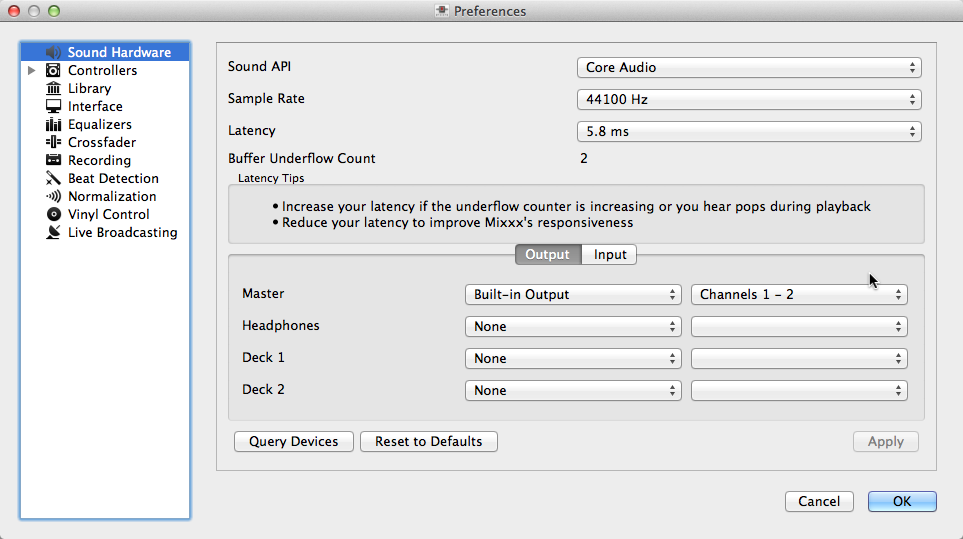 Preferences
Sound Hardware
Controllers
Library
Interface
Equalizers
Crossfader
Recording
Beat Detection
Normalization
Vinyl Control
Live Broadcasting
Sound API Core Audio
Sample Rate 44100 Hz
Latency 5.8 ms
Buffer Underflow Count 2
Latency Tips
• Increase your latency if the underflow counter is increasing or you hear pops during playback
• Reduce your latency to improve Mixxx's responsiveness
Output Input
Master Built-in Output Channels 1 - 2
Headphones None
Deck 1 None
Deck 2 None
Query Devices Reset to Defaults Apply
Cancel OK